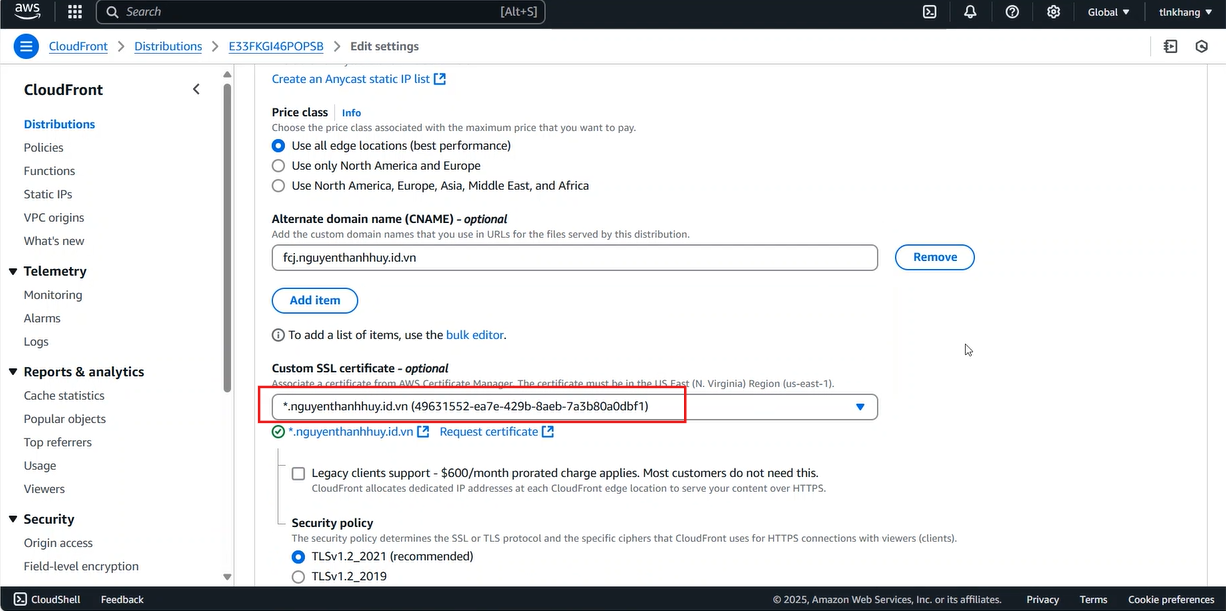 aws Search [Alt+S] Global tlnkhang
CloudFront Distributions E33FKGI46POPSB Edit settings
CloudFront
Distributions
Policies
Functions
Static IPs
VPC origins
What's new
Telemetry
Monitoring
Alarms
Logs
Reports & analytics
Cache statistics
Popular objects
Top referrers
Usage
Viewers
Security
Origin access
Field-level encryption
Create an Anycast static IP list
Price class Info
Choose the price class associated with the maximum price that you want to pay.
Use all edge locations (best performance)
Use only North America and Europe
Use North America, Europe, Asia, Middle East, and Africa
Alternate domain name (CNAME) - optional
Add the custom domain names that you use in URLs for the files served by this distribution.
fcj.nguyenthanhhuy.id.vn Remove
Add item
To add a list of items, use the bulk editor.
Custom SSL certificate - optional
Associate a certificate from AWS Certificate Manager. The certificate must be in the US East (N. Virginia) Region (us-east-1).
*.nguyenthanhhuy.id.vn (49631552-ea7e-429b-8aeb-7a3b80a0dbf1)
*.nguyenthanhhuy.id.vn Request certificate
Legacy clients support - $600/month prorated charge applies. Most customers do not need this.
CloudFront allocates dedicated IP addresses at each CloudFront edge location to serve your content over HTTPS.
Security policy
The security policy determines the SSL or TLS protocol and the specific ciphers that CloudFront uses for HTTPS connections with viewers (clients).
TLSv1.2_2021 (recommended)
TLSv1.2_2019
CloudShell Feedback © 2025, Amazon Web Services, Inc. or its affiliates. Privacy Terms Cookie preferences